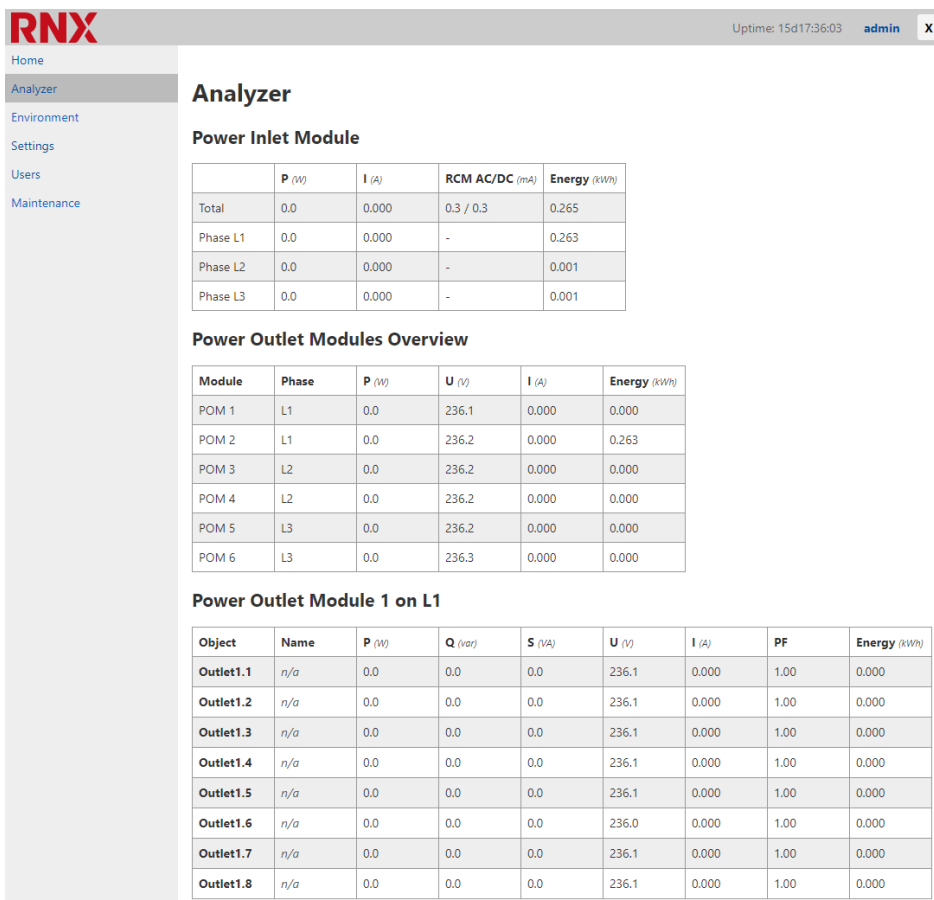 RNX
Uptime: 15d17:36:03 admin X
Home
Analyzer
Environment
Settings
Users
Maintenance
Analyzer
Power Inlet Module
P (W) I (A) RCM AC/DC (mA) Energy (kWh)
Total 0.0 0.000 0.3 / 0.3 0.265
Phase L1 0.0 0.000 - 0.263
Phase L2 0.0 0.000 - 0.001
Phase L3 0.0 0.000 - 0.001
Power Outlet Modules Overview
Module Phase P (W) U (V) I (A) Energy (kWh)
POM 1 L1 0.0 236.1 0.000 0.000
POM 2 L1 0.0 236.2 0.000 0.263
POM 3 L2 0.0 236.2 0.000 0.000
POM 4 L2 0.0 236.2 0.000 0.000
POM 5 L3 0.0 236.2 0.000 0.000
POM 6 L3 0.0 236.3 0.000 0.000
Power Outlet Module 1 on L1
Object Name P (W) Q (var) S (VA) U (V) I (A) PF Energy (kWh)
Outlet1.1 n/a 0.0 0.0 0.0 236.1 0.000 1.00 0.000
Outlet1.2 n/a 0.0 0.0 0.0 236.1 0.000 1.00 0.000
Outlet1.3 n/a 0.0 0.0 0.0 236.1 0.000 1.00 0.000
Outlet1.4 n/a 0.0 0.0 0.0 236.1 0.000 1.00 0.000
Outlet1.5 n/a 0.0 0.0 0.0 236.1 0.000 1.00 0.000
Outlet1.6 n/a 0.0 0.0 0.0 236.0 0.000 1.00 0.000
Outlet1.7 n/a 0.0 0.0 0.0 236.1 0.000 1.00 0.000
Outlet1.8 n/a 0.0 0.0 0.0 236.1 0.000 1.00 0.000